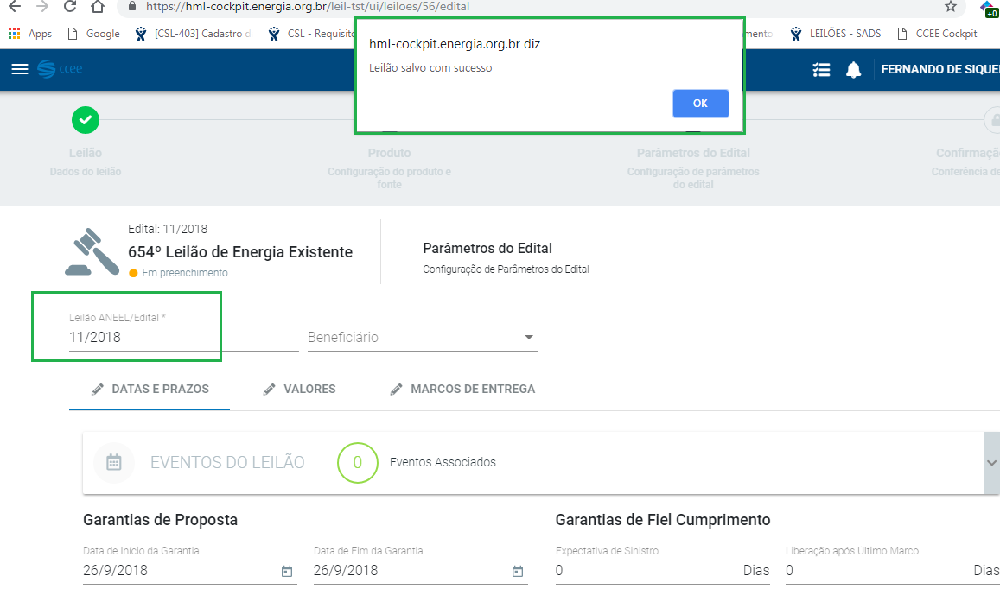 https://hml-cockpit.energia.org.br/leil-tst/ui/leiloes/56/edital
+0
Apps Google [CSL-403] Cadastro d CSL - Requisito mento LEILÕES - SADS CCEE Cockpit
hml-cockpit.energia.org.br diz
Leilão salvo com sucesso
OK
ccee
FERNANDO DE SIQUE
Leilão
Dados do leilão
Produto
Configuração do produto e
fonte
Parâmetros do Edital
Configuração de parâmetros
do edital
Confirmaçã
Conferência de
Edital: 11/2018
654º Leilão de Energia Existente
Em preenchimento
Parâmetros do Edital
Configuração de Parâmetros do Edital
Leilão ANEEL/Edital *
11/2018
Beneficiário
DATAS E PRAZOS VALORES MARCOS DE ENTREGA
EVENTOS DO LEILÃO 0 Eventos Associados
Garantias de Proposta
Data de Início da Garantia Data de Fim da Garantia
26/9/2018 26/9/2018
Garantias de Fiel Cumprimento
Expectativa de Sinistro Liberação após Ultimo Marco
0 Dias 0 Dias